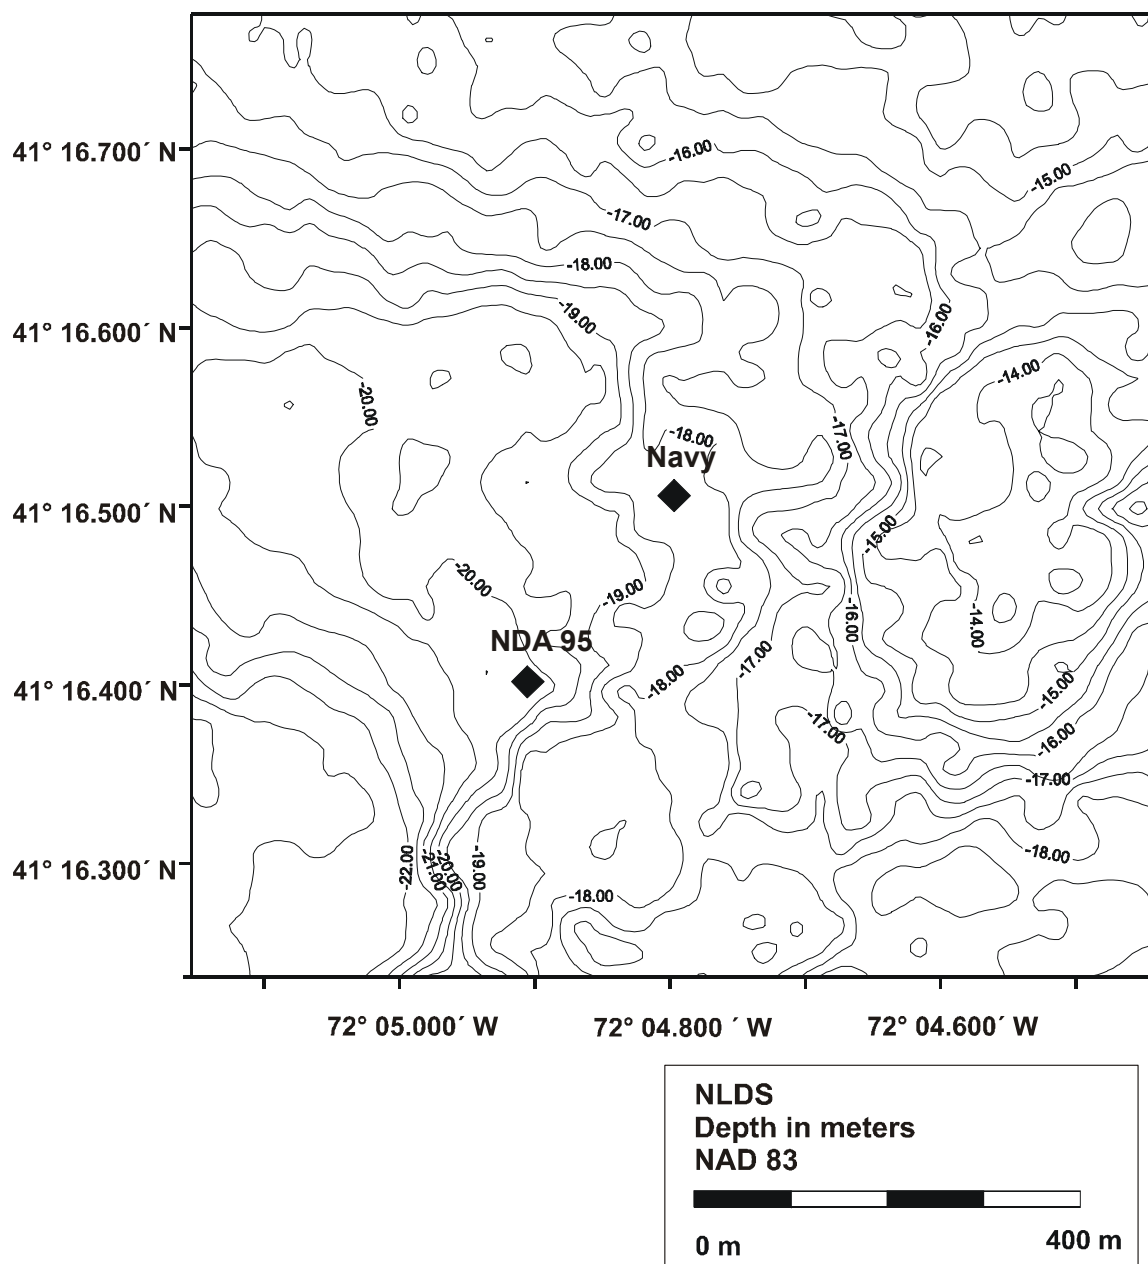 41° 16.700´ N
-16.00
-15.00
-17.00
-18.00
-19.00
41° 16.600´ N
-16.00
-14.00
-20.00
-17.00
-18.00
Navy
41° 16.500´ N
-15.00
-20.00
-19.00
-16.00
-14.00
NDA 95
-17.00
-18.00
41° 16.400´ N
-15.00
-17.00
-16.00
-17.00
-18.00
41° 16.300´ N
-22.00
-21.00
-20.00
-19.00
-18.00
72° 05.000´ W
72° 04.800 ´ W
72° 04.600´ W
NLDS
Depth in meters
NAD 83
0 m
400 m